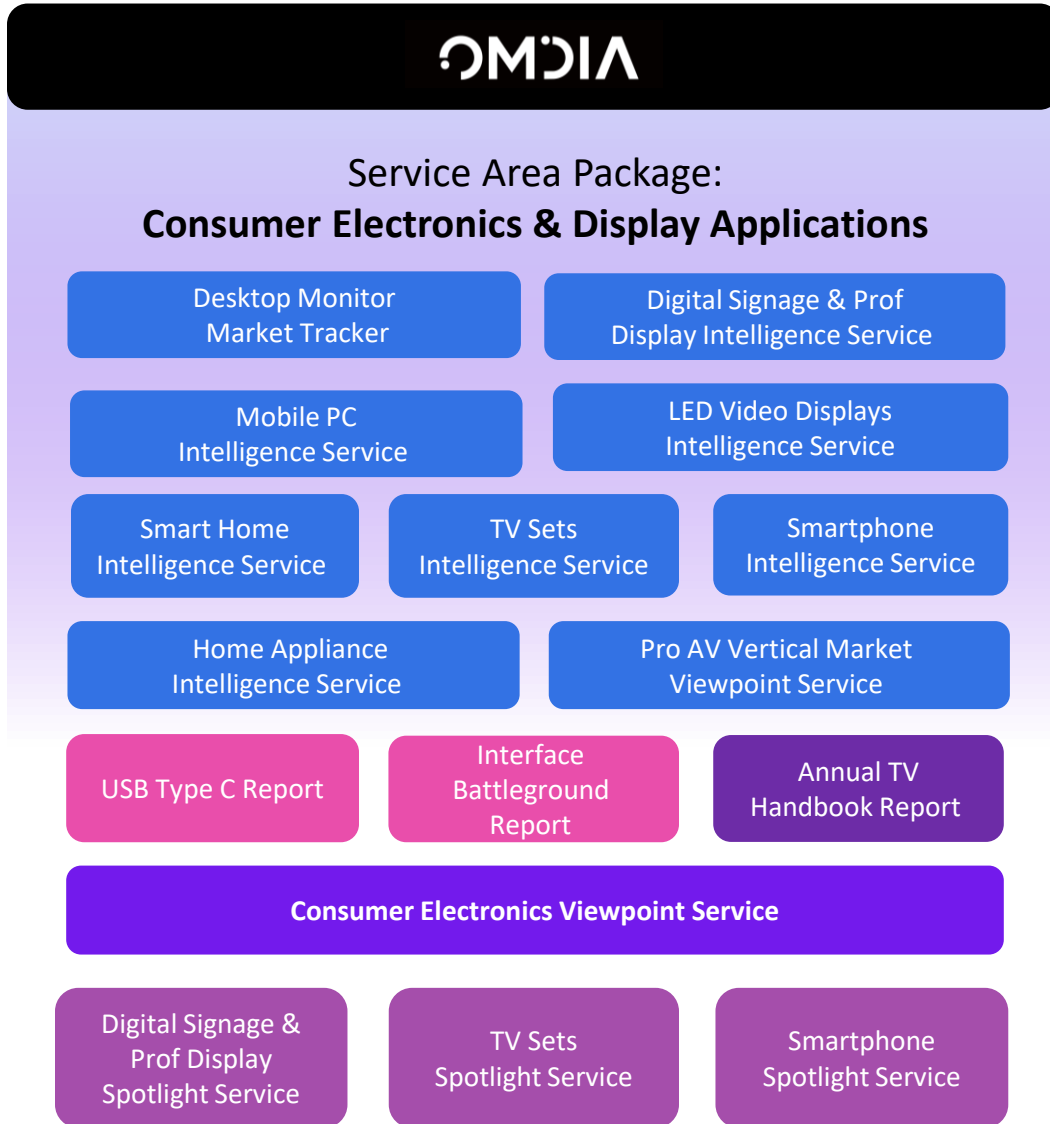 OMDIA
Service Area Package:
Consumer Electronics & Display Applications
Desktop Monitor
Market Tracker
Digital Signage & Prof
Display Intelligence Service
Mobile PC
Intelligence Service
LED Video Displays
Intelligence Service
Smart Home
Intelligence Service
TV Sets
Intelligence Service
Smartphone
Intelligence Service
Home Appliance
Intelligence Service
Pro AV Vertical Market
Viewpoint Service
USB Type C Report
Interface
Battleground
Report
Annual TV
Handbook Report
Consumer Electronics Viewpoint Service
Digital Signage &
Prof Display
Spotlight Service
TV Sets
Spotlight Service
Smartphone
Spotlight Service